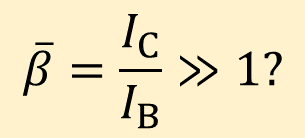 β̄ = I_C / I_B ≫ 1?